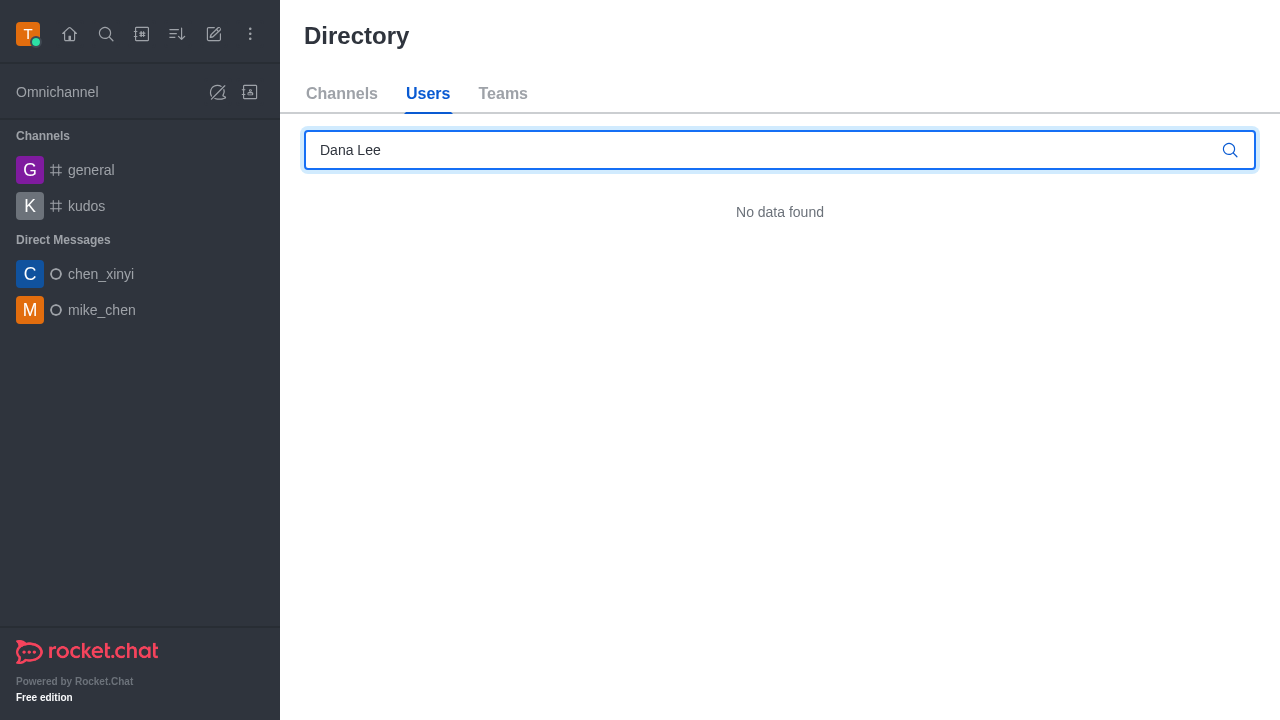 T
Directory
Omnichannel
Channels Users Teams
Channels
Dana Lee
G general
K kudos
No data found
Direct Messages
C chen_xinyi
M mike_chen
rocket.chat
Powered by Rocket.Chat
Free edition